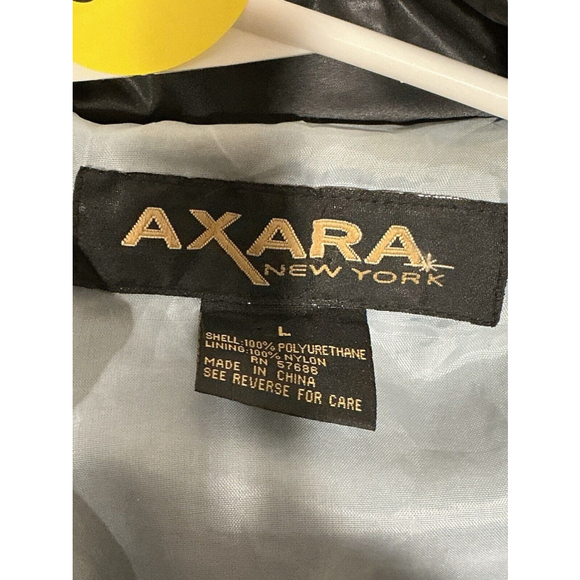 AXARA
NEW YORK
L
SHELL:100% POLYURETHANE
LINING:100% NYLON
RN 57686
MADE IN CHINA
SEE REVERSE FOR CARE